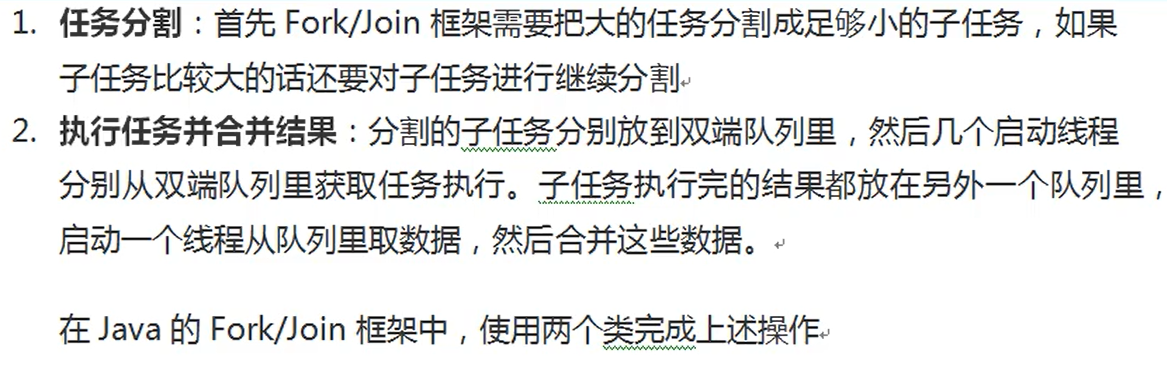 1. 任务分割：首先 Fork/Join 框架需要把大的任务分割成足够小的子任务，如果
子任务比较大的话还要对子任务进行继续分割
2. 执行任务并合并结果：分割的子任务分别放到双端队列里，然后几个启动线程
分别从双端队列里获取任务执行。子任务执行完的结果都放在另外一个队列里，
启动一个线程从队列里取数据，然后合并这些数据。
在 Java 的 Fork/Join 框架中，使用两个类完成上述操作